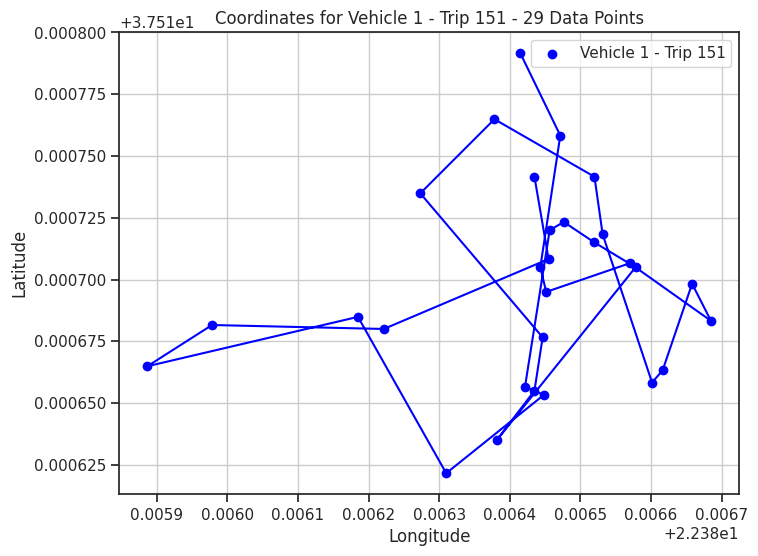 Coordinates for Vehicle 1 - Trip 151 - 29 Data Points
+3.751e1
Vehicle 1 - Trip 151
0.000800
0.000775
0.000750
0.000725
0.000700
0.000675
0.000650
0.000625
Latitude
0.0059 0.0060 0.0061 0.0062 0.0063 0.0064 0.0065 0.0066 0.0067
Longitude
+2.238e1